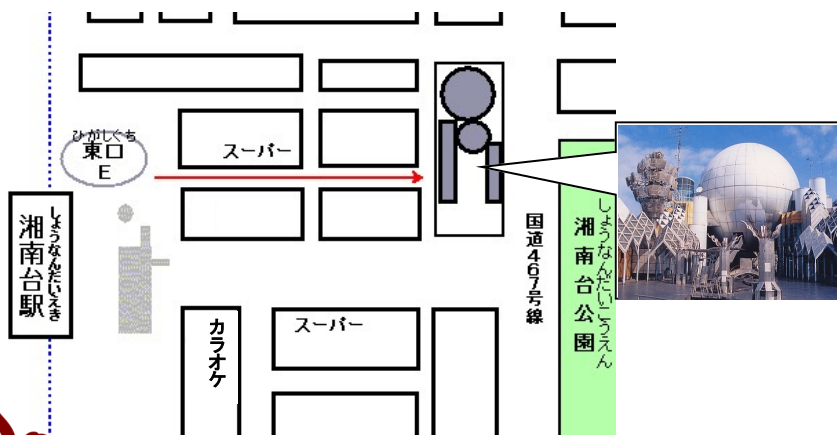 ひがしぐち
東口
E
スーパー
しょうなんだいえき
湘南台駅
国道467号線
しょうなんだいこうえん
湘南台公園
カラオケ
スーパー